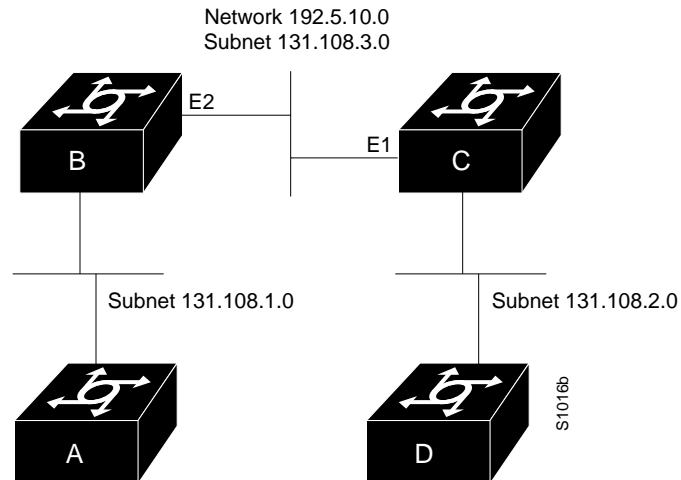 Network 192.5.10.0
Subnet 131.108.3.0
E2
E1
B
C
Subnet 131.108.1.0
Subnet 131.108.2.0
A
D
S1016b